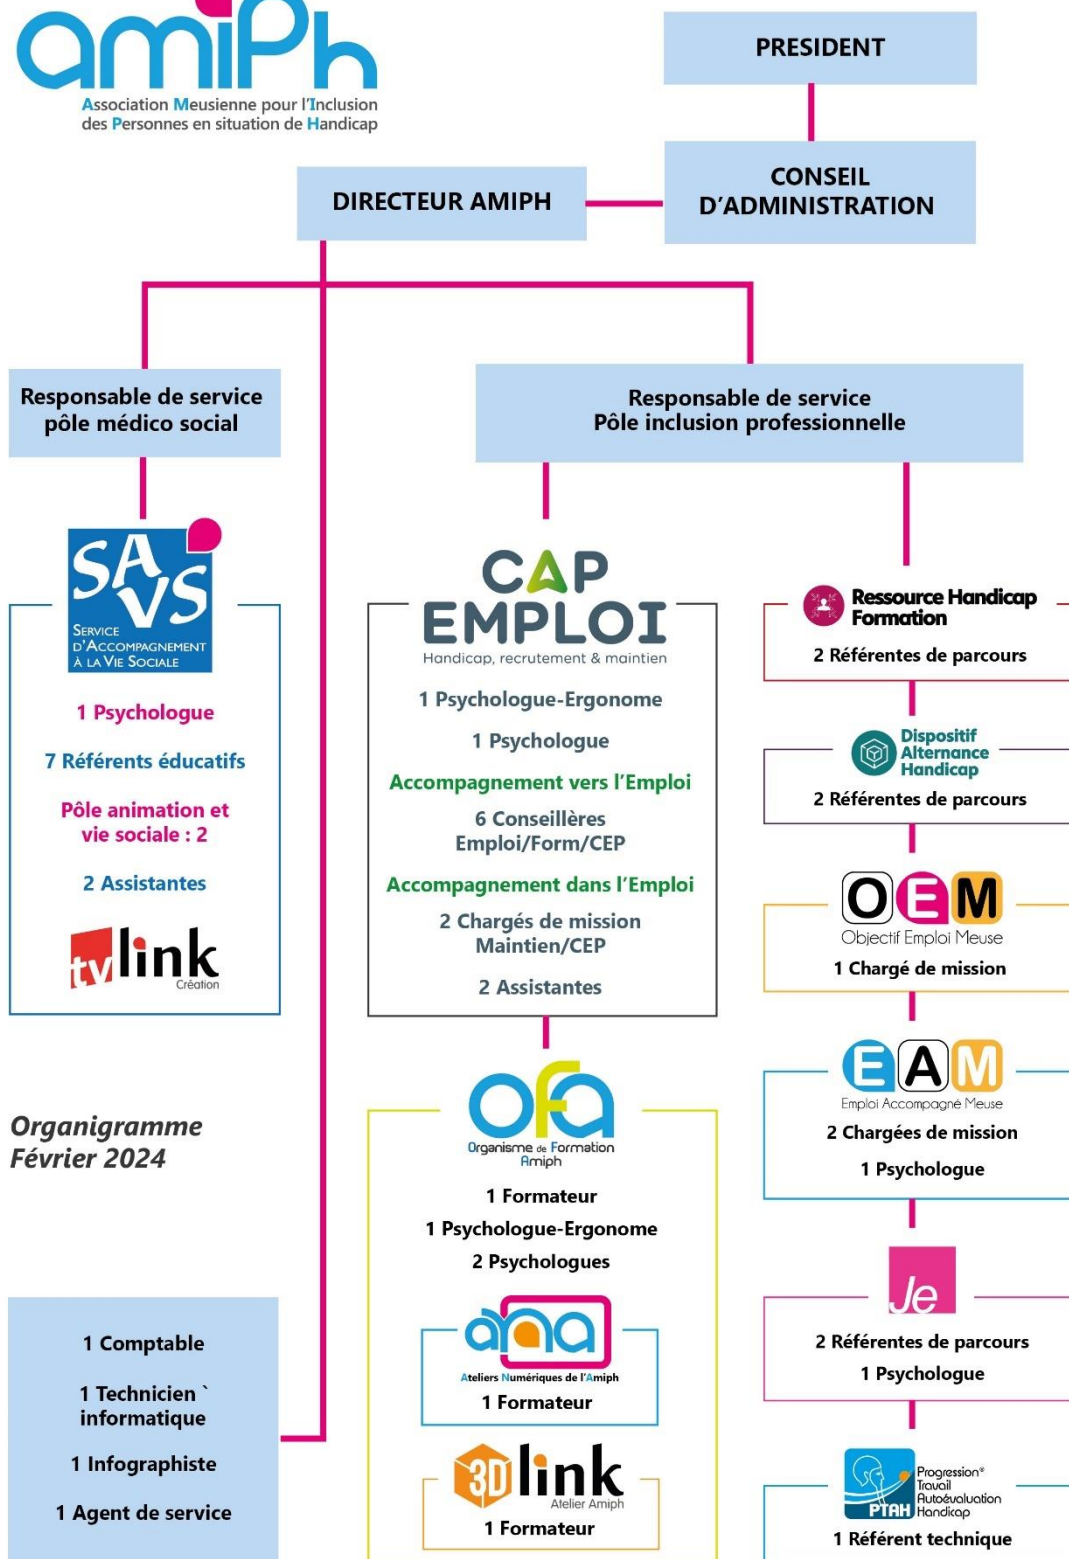 amiPh
Association Meusienne pour l'Inclusion
des Personnes en situation de Handicap
PRESIDENT
CONSEIL
D'ADMINISTRATION
DIRECTEUR AMIPH
Responsable de service
pôle médico social
Responsable de service
Pôle inclusion professionnelle
SAVS
SERVICE
D'ACCOMPAGNEMENT
À LA VIE SOCIALE
1 Psychologue
7 Référents éducatifs
Pôle animation et
vie sociale : 2
2 Assistantes
tvlink
Création
CAP
EMPLOI
Handicap, recrutement & maintien
1 Psychologue-Ergonome
1 Psychologue
Accompagnement vers l'Emploi
6 Conseillères
Emploi/Form/CEP
Accompagnement dans l'Emploi
2 Chargés de mission
Maintien/CEP
2 Assistantes
OFA
Organisme de Formation
Amiph
1 Formateur
1 Psychologue-Ergonome
2 Psychologues
ana
Ateliers Numériques de l'Amiph
1 Formateur
3Dlink
Atelier Amiph
1 Formateur
Ressource Handicap
Formation
2 Référentes de parcours
Dispositif
Alternance
Handicap
2 Référentes de parcours
OEM
Objectif Emploi Meuse
1 Chargé de mission
EAM
Emploi Accompagné Meuse
2 Chargées de mission
1 Psychologue
Je
2 Référentes de parcours
1 Psychologue
PTAH
Progression®
Travail
Autoévaluation
Handicap
1 Référent technique
Organigramme
Février 2024
1 Comptable
1 Technicien `
informatique
1 Infographiste
1 Agent de service